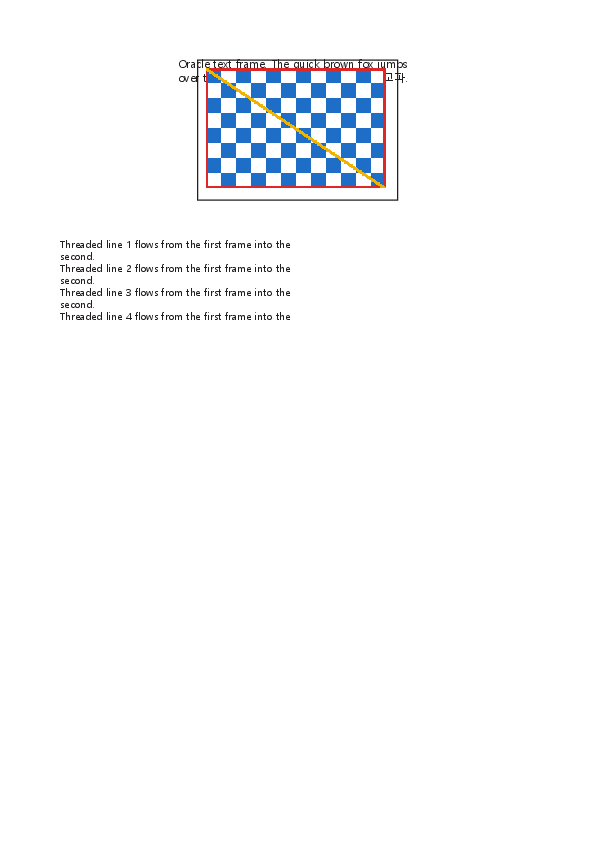 Oracle text frame. The quick brown fox jumps
over
Threaded line 1 flows from the first frame into the
second.
Threaded line 2 flows from the first frame into the
second.
Threaded line 3 flows from the first frame into the
second.
Threaded line 4 flows from the first frame into the